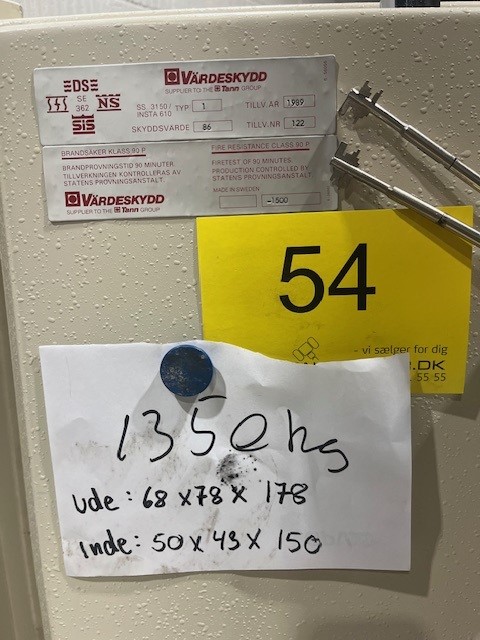 EDSE
SE
362
NS
SIS
VÄRDESKYDD
SUPPLIER TO THE Tann GROUP
SS 3150/
INSTA 610
TYP 1 TILLV.ÅR 1989
SKYDDSVÄRDE 86 TILLV.NR 122
BRANDSÄKER KLASS 90 P
BRANDPROVNINGSTID 90 MINUTER.
TILLVERKNINGEN KONTROLLERAS AV
STATENS PROVNINGSANSTALT.
VÄRDESKYDD
SUPPLIER TO THE Tann GROUP
FIRE RESISTANCE CLASS 90 P
FIRETEST OF 90 MINUTES.
PRODUCTION CONTROLLED BY
STATENS PROVNINGSANSTALT.
MADE IN SWEDEN
-1500
54
- vi sælger for dig
.DK
55 55
1350 kg
ude: 68 x 78 x 178
inde: 50 x 43 x 150